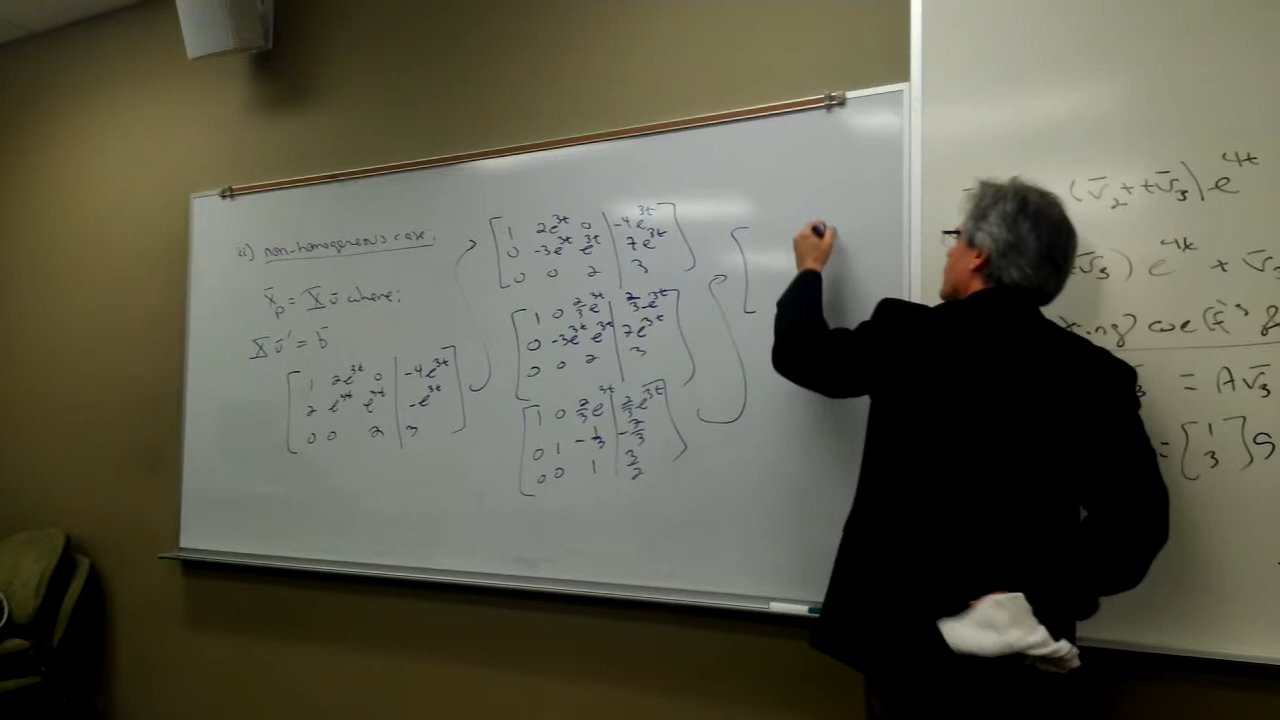 ii) non-homogeneous case:
x̄ₚ = X ū where:
X ū' = b̄
1 2e^3t 0 | -4e^3t
2 e^3t e^3t | -e^3t
0 0 2 | 3
1 2e^3t 0 | -4e^3t
0 -3e^3t e^3t | 7e^3t
0 0 2 | 3
1 0 2/3 e^3t | 2/3 e^3t
0 -3e^3t e^3t | 7e^3t
0 0 2 | 3
1 0 2/3 e^3t | 2/3 e^3t
0 1 -1/3 | -7/3
0 0 1 | 3/2
[
(v̄₂ + t v̄₃) e^4t
v̄₃) e^4t + v̄
= A v̄₃
= [1 3]